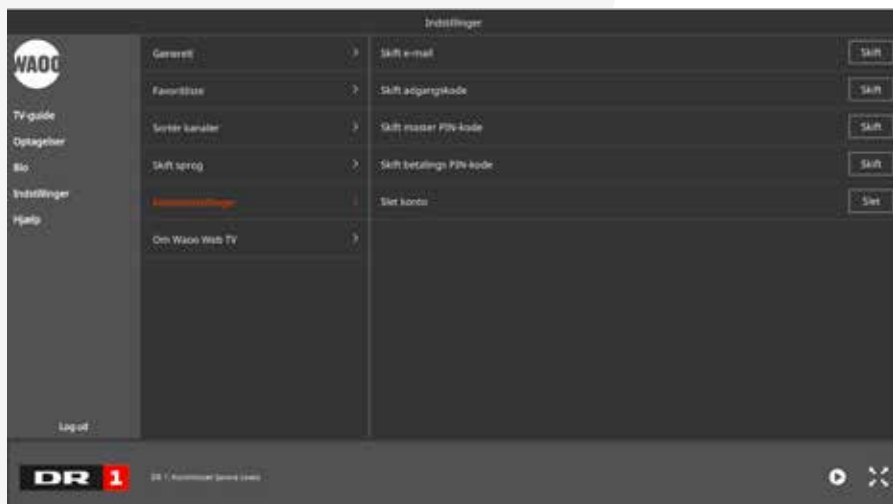 Indstillinger
WAOO
TV-guide
Optagelser
Bio
Indstillinger
Hjælp
Log ud
Generelt
Favoritliste
Sortér kanaler
Skift sprog
Om Waoo Web TV
Skift e-mail
Skift
Skift adgangskode
Skift
Skift master PIN-kode
Skift
Skift betalings PIN-kode
Skift
Slet konto
Slet
DR 1